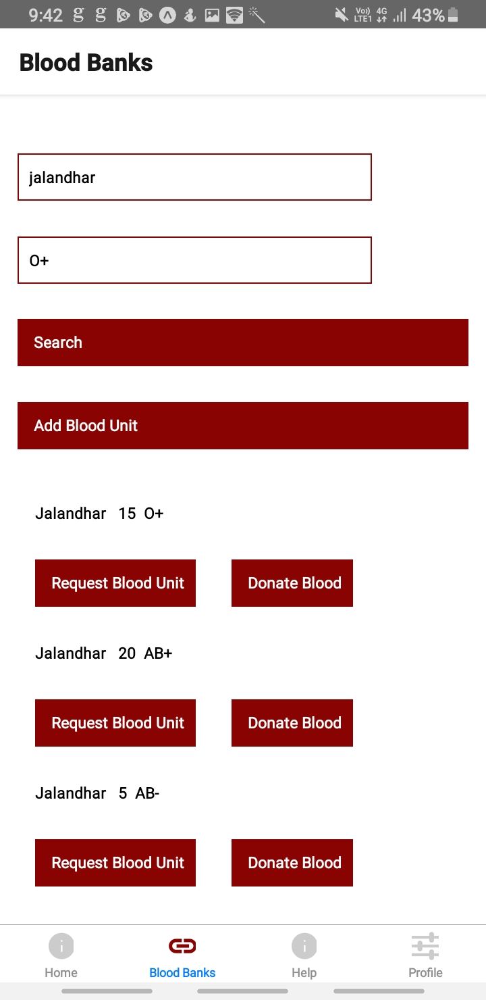 9:42 g g Vo)) LTE1 4G 43%
Blood Banks
jalandhar
O+
Search
Add Blood Unit
Jalandhar 15 O+
Request Blood Unit Donate Blood
Jalandhar 20 AB+
Request Blood Unit Donate Blood
Jalandhar 5 AB-
Request Blood Unit Donate Blood
Home Blood Banks Help Profile